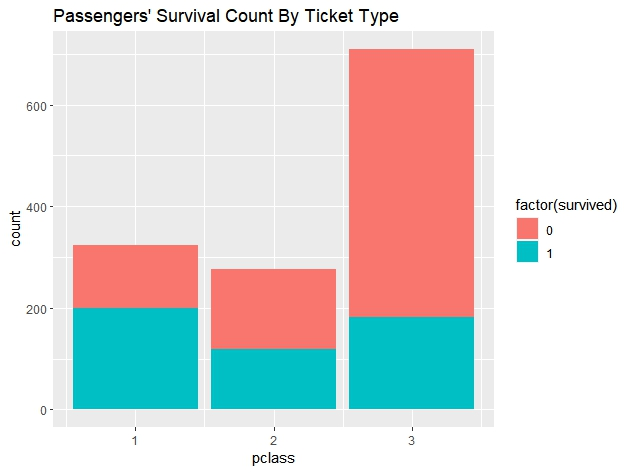 Passengers' Survival Count By Ticket Type
600
400
200
0
count
1 2 3
pclass
factor(survived)
0
1